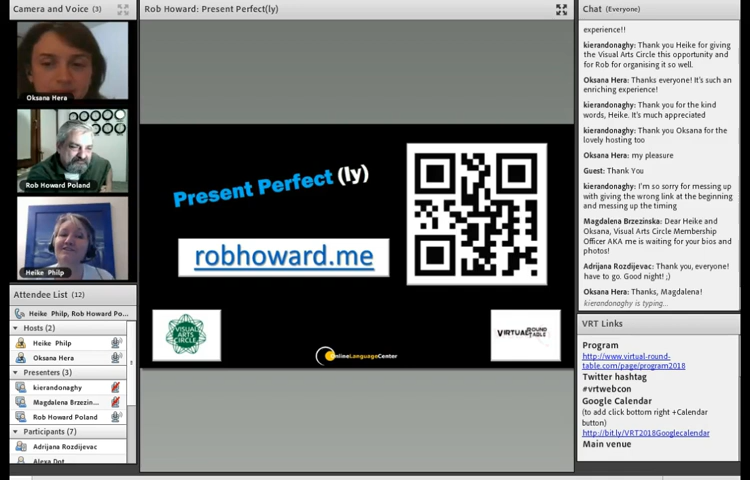 Camera and Voice (3)
Oksana Hera
Rob Howard Poland
Heike Philp
Attendee List (12)
Heike Philp, Rob Howard Po...
Hosts (2)
Heike Philp
Oksana Hera
Presenters (3)
kierandonaghy
Magdalena Brzezin...
Rob Howard Poland
Participants (7)
Adrijana Rozdijevac
Alexa Dot
Rob Howard: Present Perfect(ly)
Present Perfect (ly)
robhoward.me
VISUAL
ARTS
CIRCLE
OnlineLanguageCenter
VIRTUAL ROUND
TABLE
Chat (Everyone)
experience!!
kierandonaghy: Thank you Heike for giving
the Visual Arts Circle this opportunity and
for Rob for organising it so well.
Oksana Hera: Thanks everyone! It's such an
enriching experience!
kierandonaghy: Thank you for the kind
words, Heike. It's much appreciated
kierandonaghy: Thank you Oksana for the
lovely hosting too
Oksana Hera: my pleasure
Guest: Thank You
kierandonaghy: I'm so sorry for messing up
with giving the wrong link at the beginning
and messing up the timing
Magdalena Brzezinska: Dear Heike and
Oksana, Visual Arts Circle Membership
Officer AKA me is waiting for your bios and
photos!
Adrijana Rozdijevac: Thank you, everyone!
have to go. Good night! ;)
Oksana Hera: Thanks, Magdalena!
kierandonaghy is typing...
VRT Links
Program
http://www.virtual-round-
table.com/page/program2018
Twitter hashtag
#vrtwebcon
Google Calendar
(to add click bottom right +Calendar
button)
http://bit.ly/VRT2018Googlecalendar
Main venue